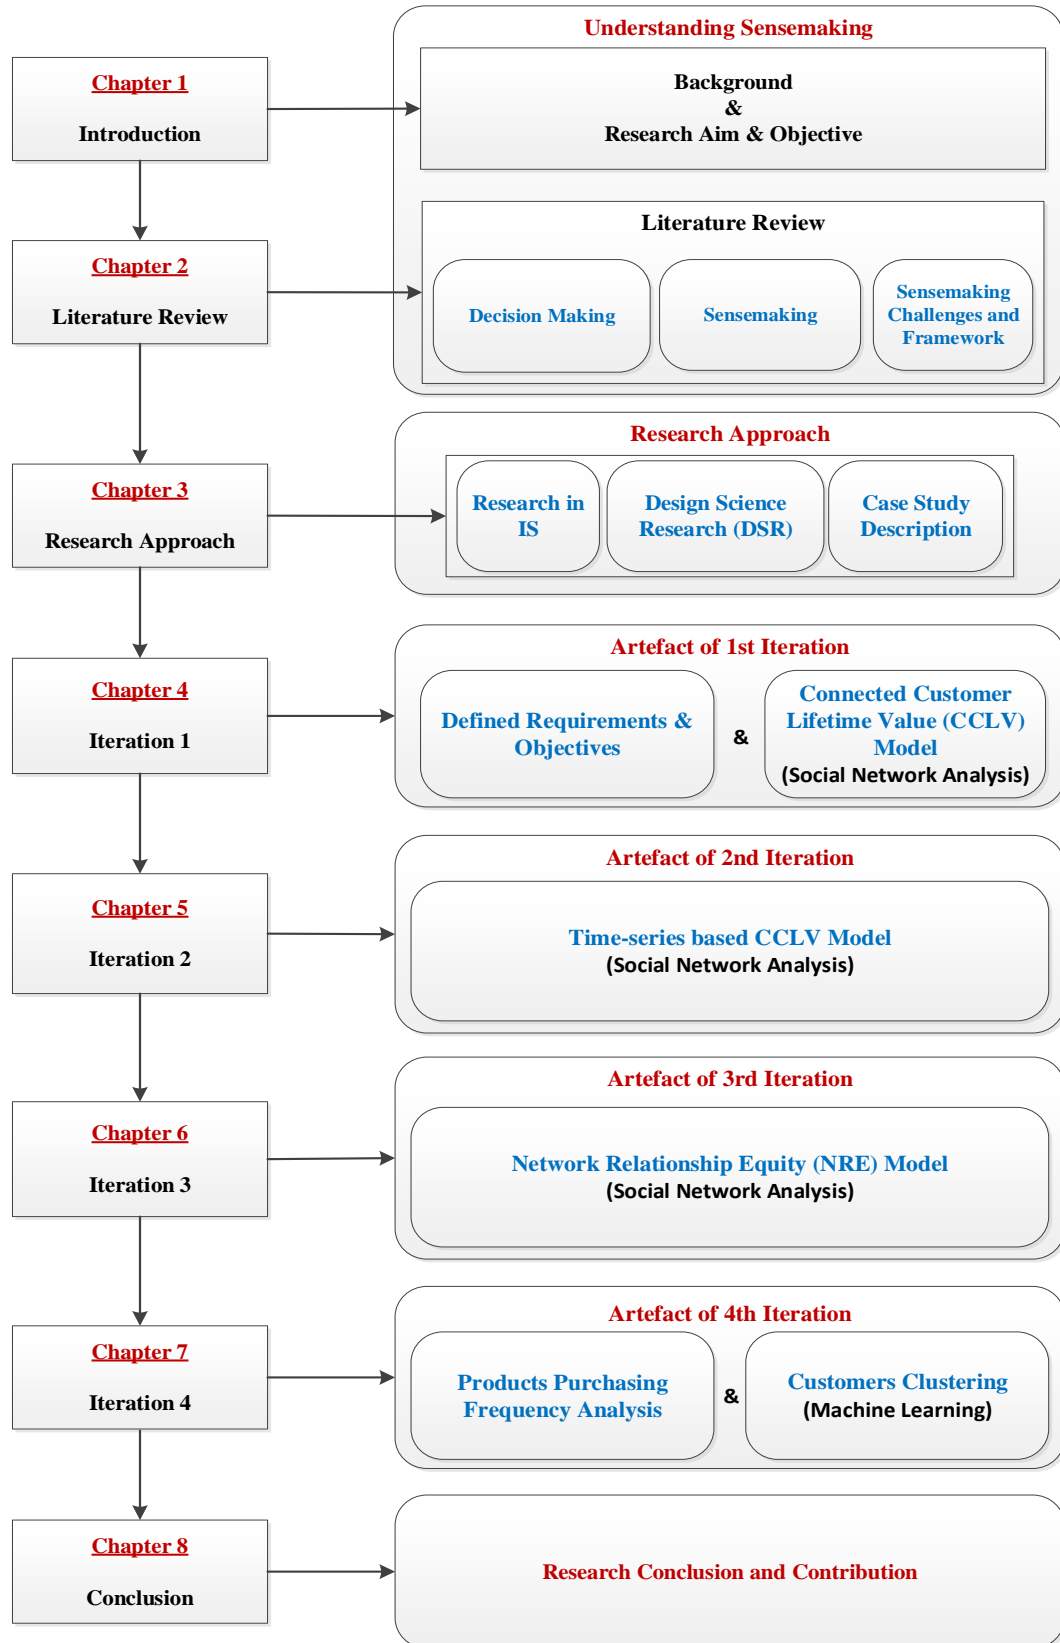 Understanding Sensemaking
Chapter 1
Introduction
Background
&
Research Aim & Objective
Chapter 2
Literature Review
Literature Review
Decision Making
Sensemaking
Sensemaking
Challenges and
Framework
Research Approach
Chapter 3
Research Approach
Research in
IS
Design Science
Research (DSR)
Case Study
Description
Artefact of 1st Iteration
Chapter 4
Iteration 1
Defined Requirements &
Objectives
&
Connected Customer
Lifetime Value (CCLV)
Model
(Social Network Analysis)
Artefact of 2nd Iteration
Chapter 5
Iteration 2
Time-series based CCLV Model
(Social Network Analysis)
Artefact of 3rd Iteration
Chapter 6
Iteration 3
Network Relationship Equity (NRE) Model
(Social Network Analysis)
Artefact of 4th Iteration
Chapter 7
Iteration 4
Products Purchasing
Frequency Analysis
&
Customers Clustering
(Machine Learning)
Chapter 8
Conclusion
Research Conclusion and Contribution